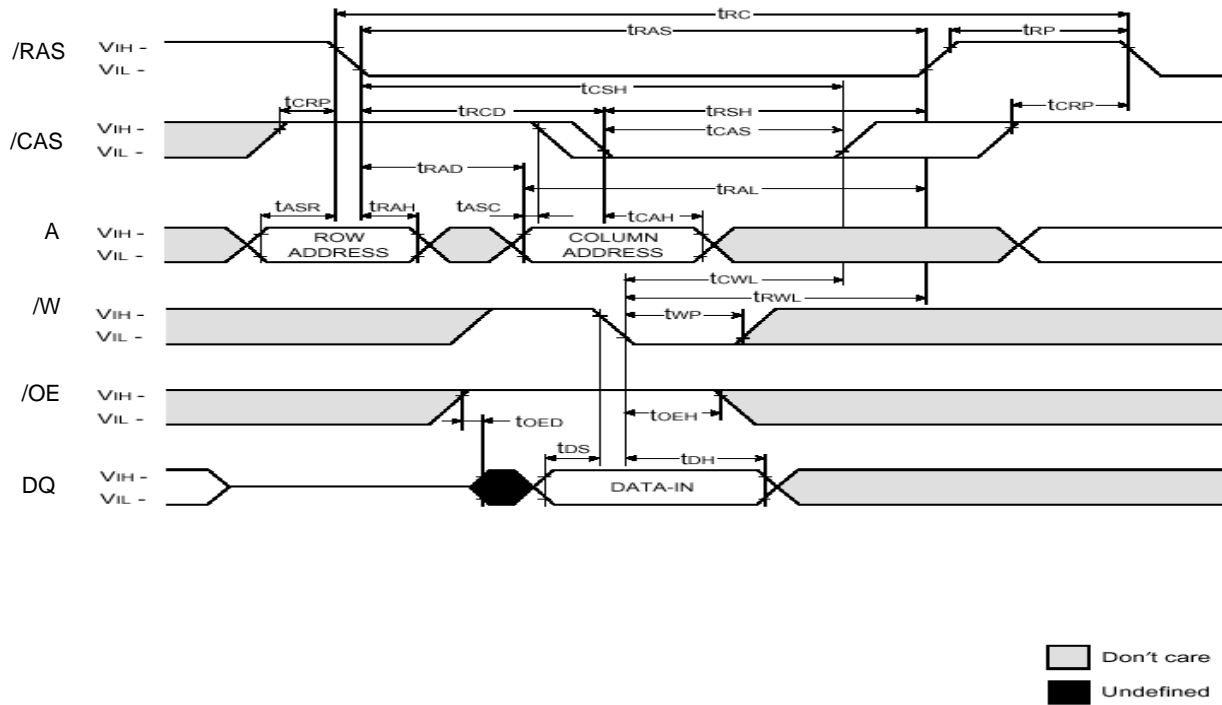 tRC
tRAS
tRP
/RAS
VIH -
VIL -
tCSH
tCRP
tRCD
tRSH
tCRP
/CAS
VIH -
VIL -
tCAS
tRAD
tRAL
tASR
tRAH
tASC
tCAH
A
VIH -
VIL -
ROW
ADDRESS
COLUMN
ADDRESS
tCWL
tRWL
/W
VIH -
VIL -
tWP
/OE
VIH -
VIL -
tOED
tOEH
tDS
tDH
DQ
VIH -
VIL -
DATA-IN
Don't care
Undefined